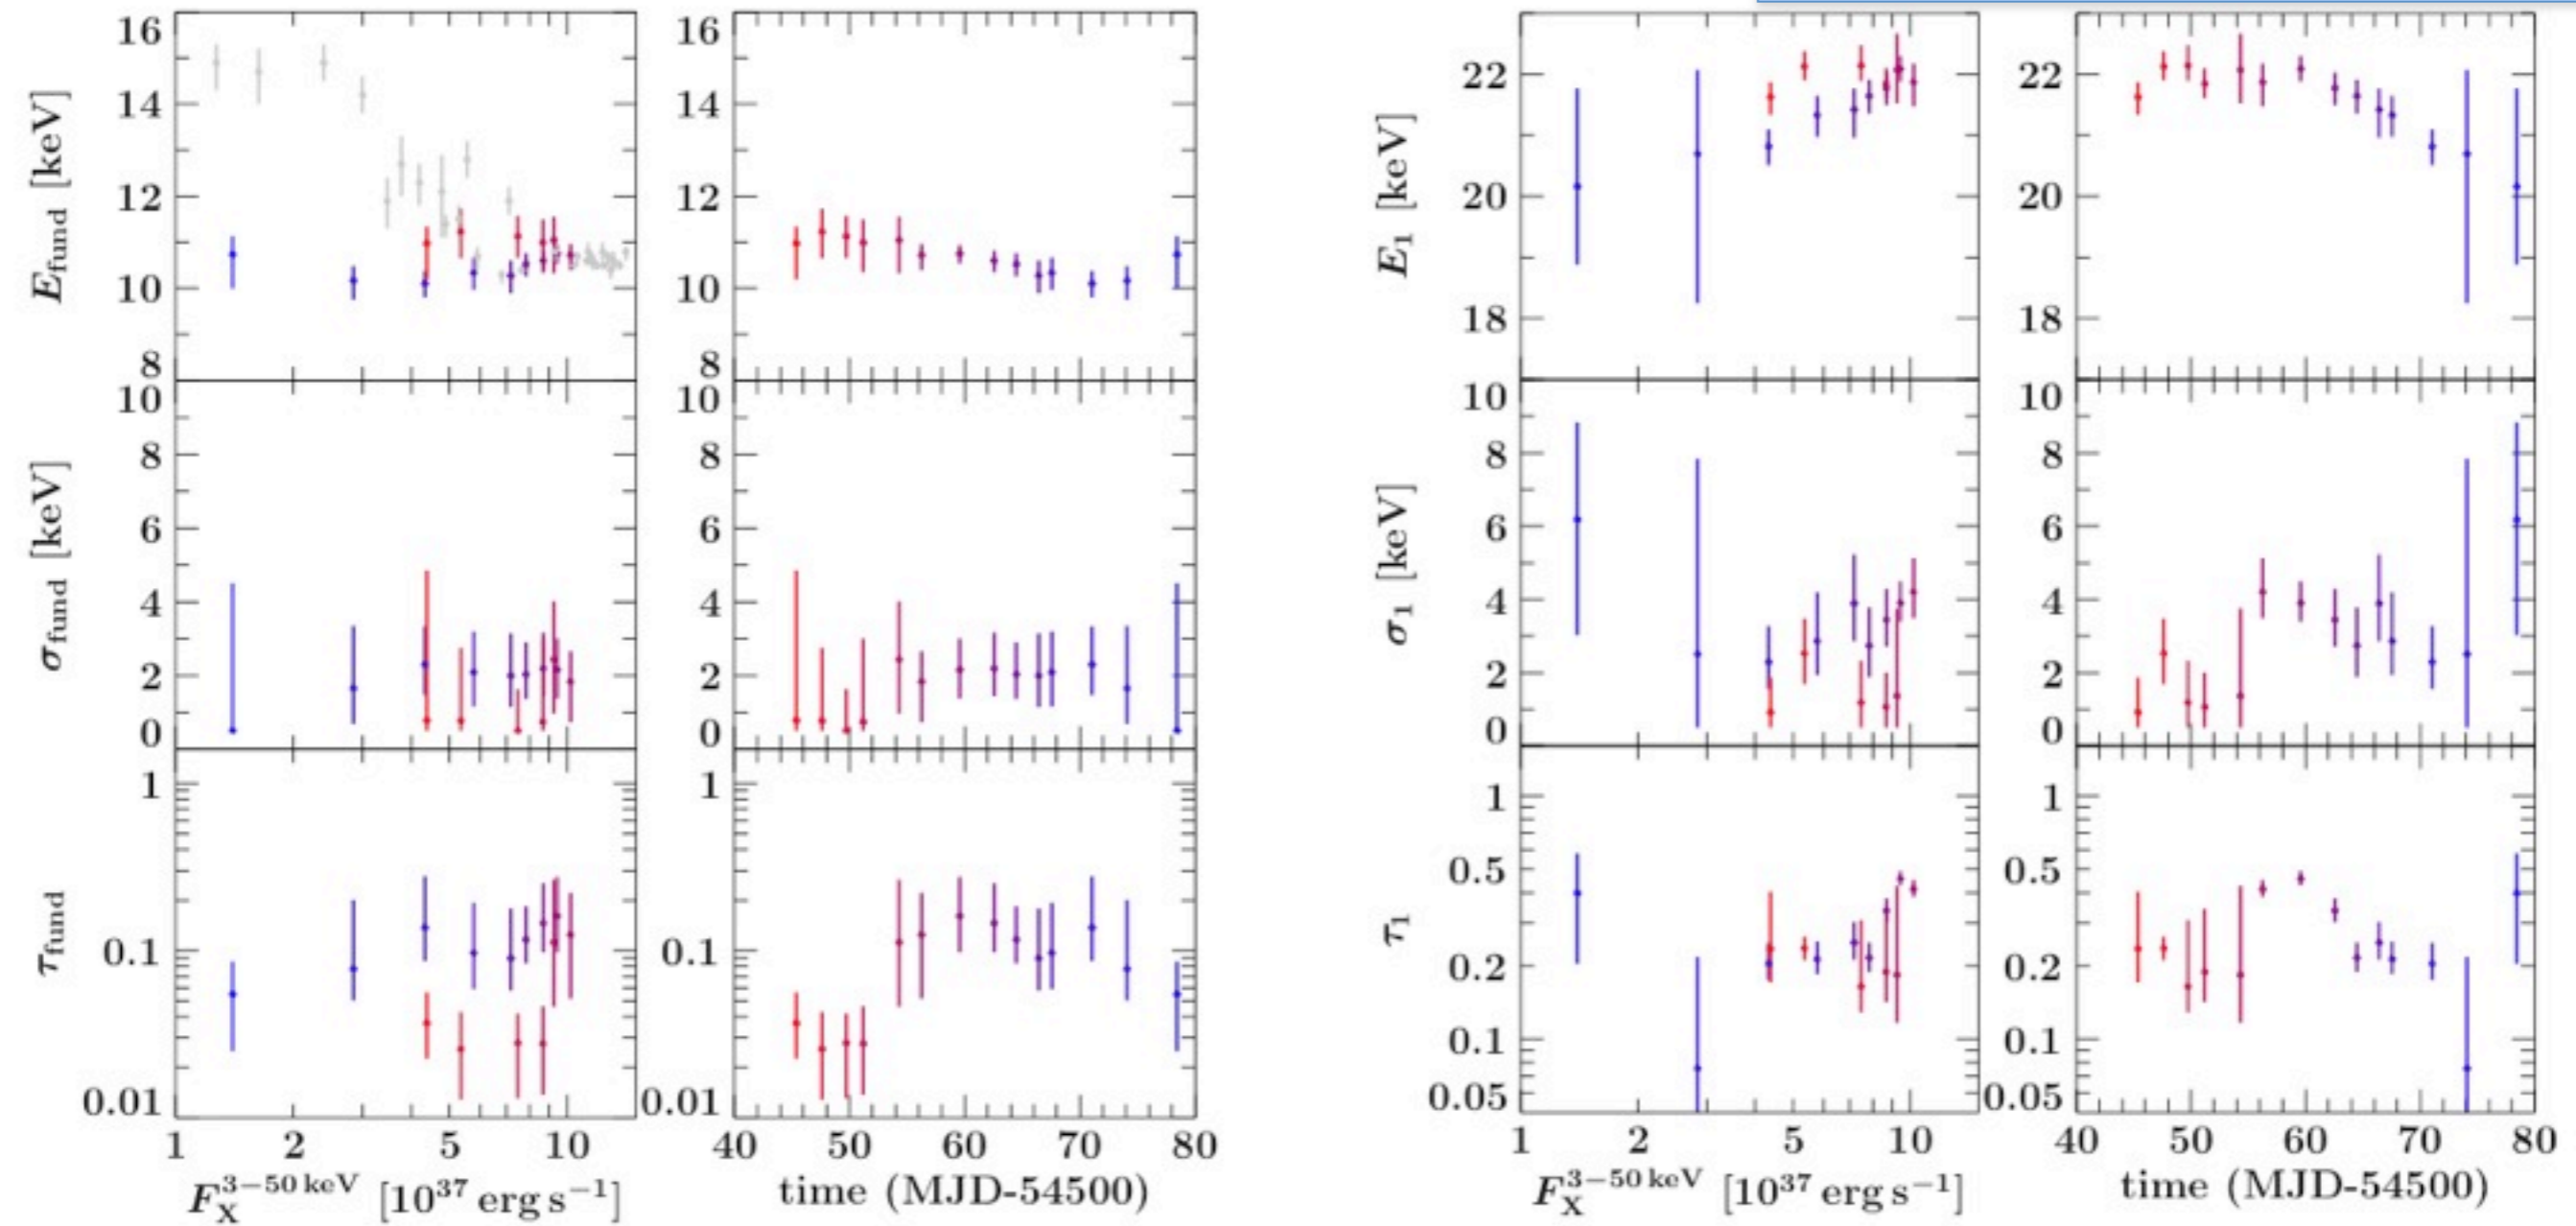 16 16 22 22
14 14
12 12 20 20
10 10 18 18
8 8
E_fund [keV] E_1 [keV]
10 10 10 10
8 8 8 8
6 6 6 6
4 4 4 4
2 2 2 2
0 0 0 0
σ_fund [keV] σ_1 [keV]
1 1 1 1
0.5 0.5
0.1 0.1 0.2 0.2
0.1 0.1
0.01 0.01 0.05 0.05
τ_fund τ_1
1 2 5 10 40 50 60 70 80 1 2 5 10 40 50 60 70 80
F_X^{3−50 keV} [10^37 erg s^−1] time (MJD-54500) F_X^{3−50 keV} [10^37 erg s^−1] time (MJD-54500)